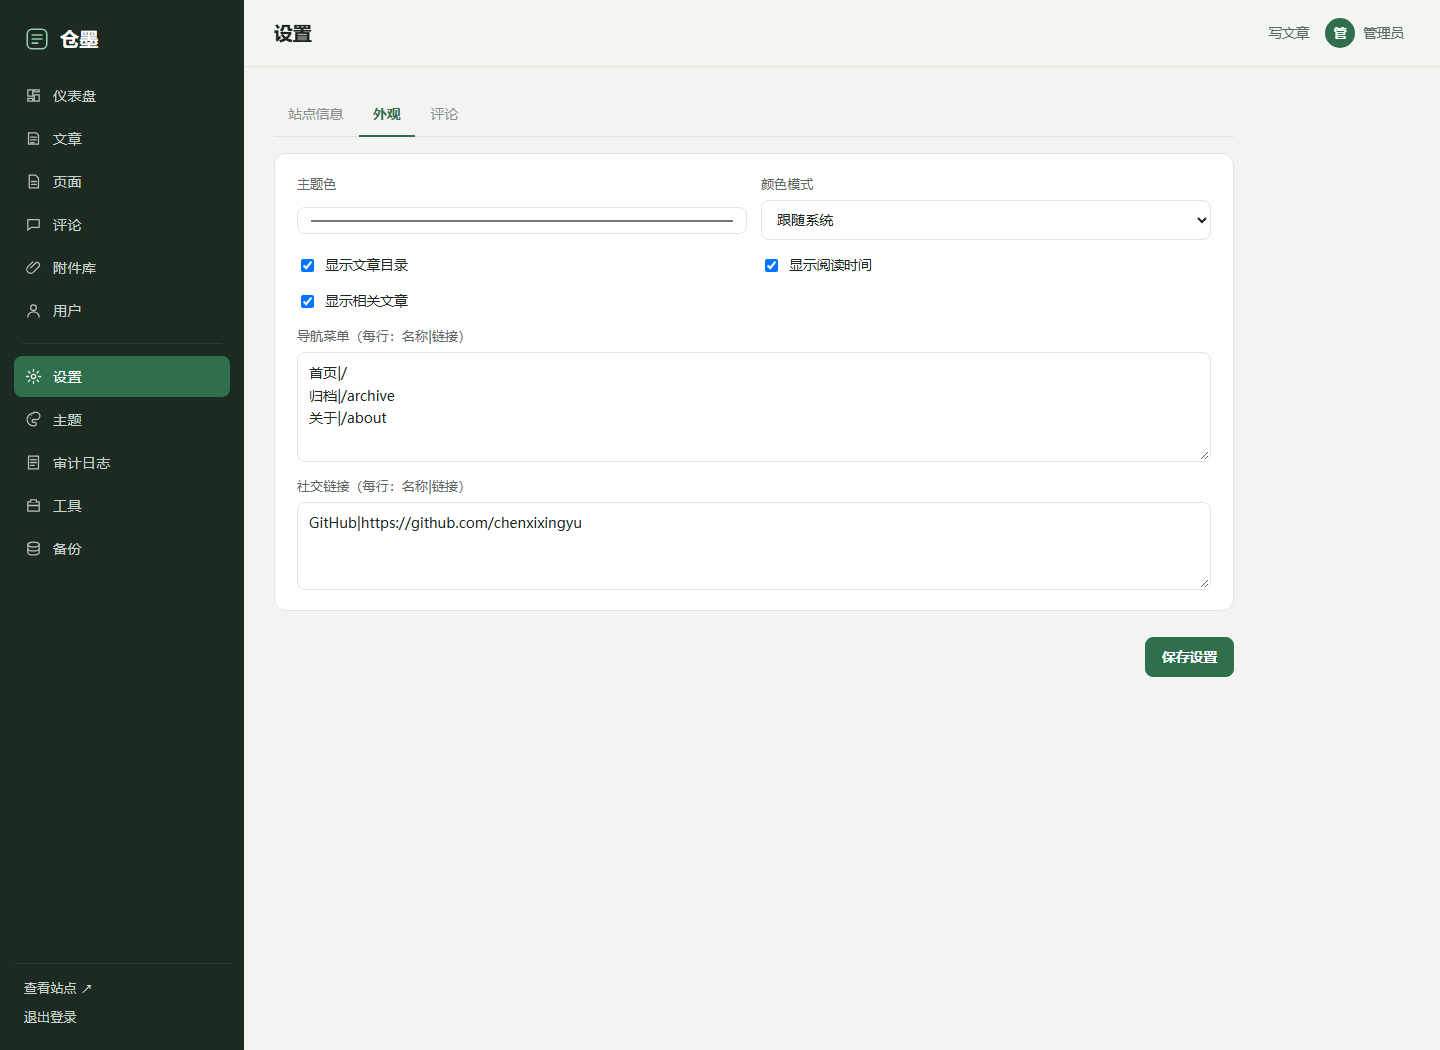 仓墨
仪表盘
文章
页面
评论
附件库
用户
设置
主题
审计日志
工具
备份
查看站点 ↗
退出登录
设置
写文章
管
管理员
站点信息
外观
评论
主题色
颜色模式
跟随系统
显示文章目录
显示阅读时间
显示相关文章
导航菜单（每行：名称|链接）
首页|/
归档|/archive
关于|/about
社交链接（每行：名称|链接）
GitHub|https://github.com/chenxixingyu
保存设置